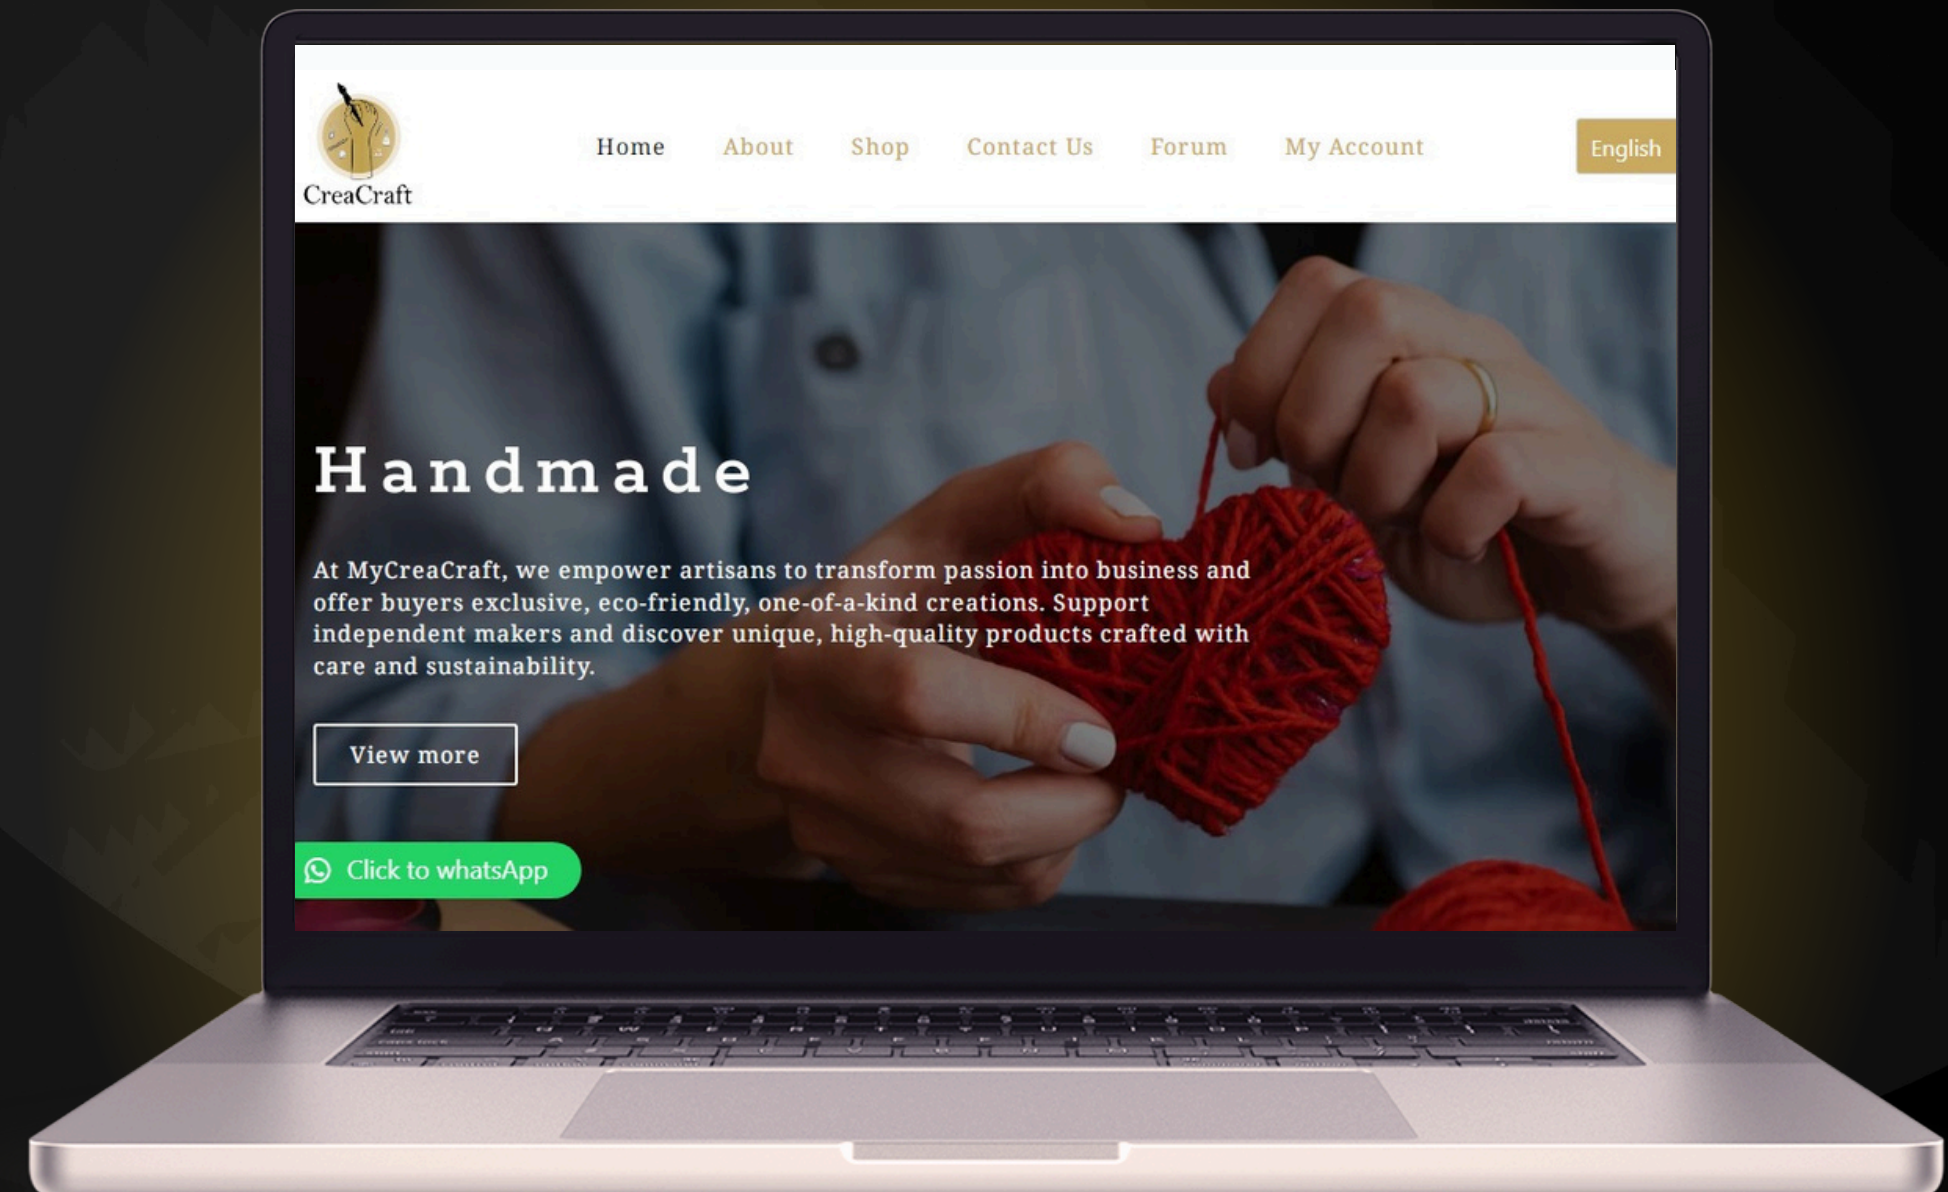 CreaCraft
Home About Shop Contact Us Forum My Account
English
Handmade
At MyCreaCraft, we empower artisans to transform passion into business and
offer buyers exclusive, eco-friendly, one-of-a-kind creations. Support
independent makers and discover unique, high-quality products crafted with
care and sustainability.
View more
Click to whatsApp